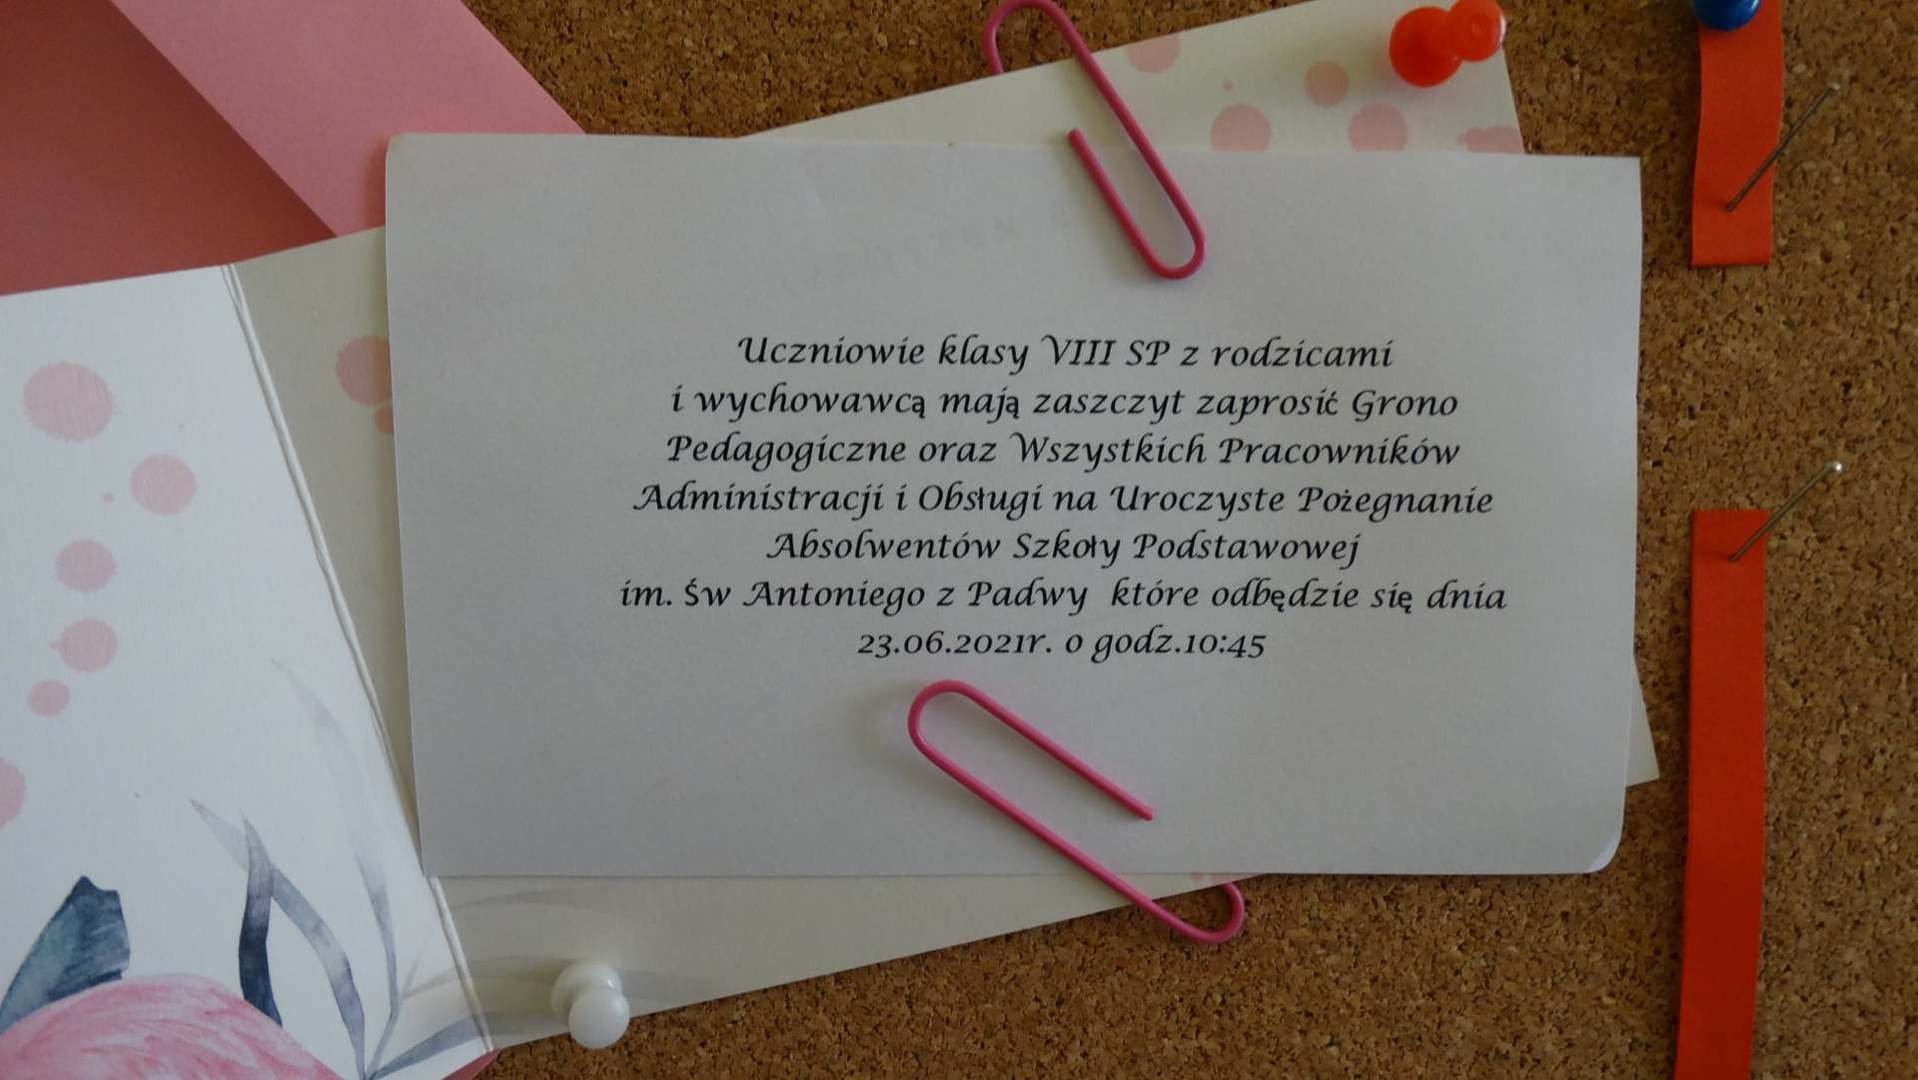 Uczniowie klasy VIII SP z rodzicami
i wychowawcą mają zaszczyt zaprosić Grono
Pedagogiczne oraz Wszystkich Pracowników
Administracji i Obsługi na Uroczyste Pożegnanie
Absolwentów Szkoły Podstawowej
im. Św Antoniego z Padwy które odbędzie się dnia
23.06.2021r. o godz.10:45